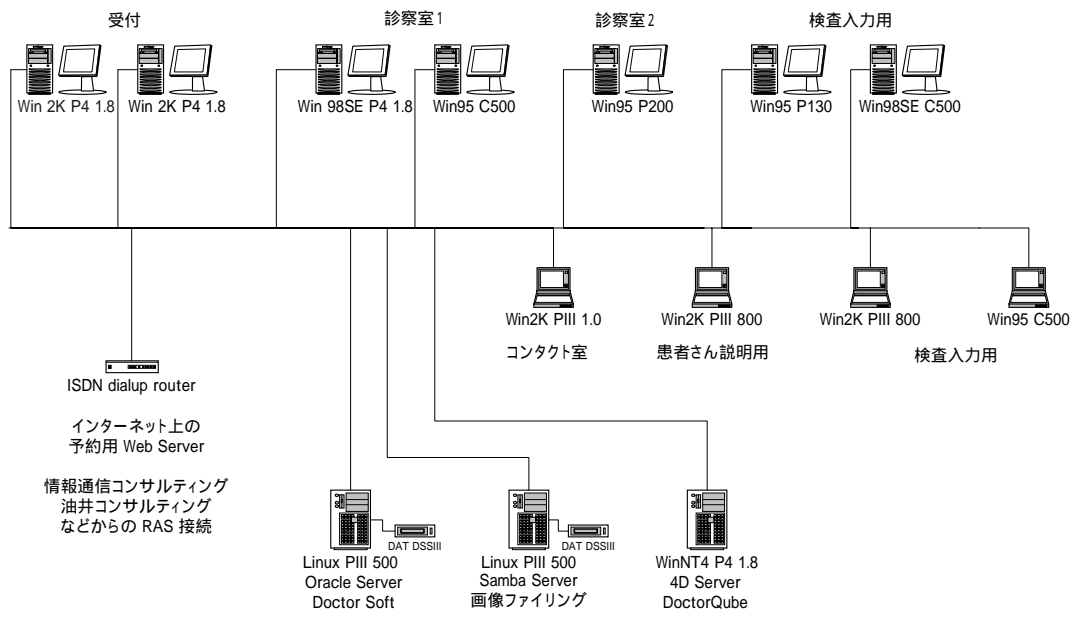 受付
診察室1
診察室2
検査入力用
Win 2K P4 1.8
Win 2K P4 1.8
Win 98SE P4 1.8
Win95 C500
Win95 P200
Win95 P130
Win98SE C500
Win2K PIII 1.0
コンタクト室
Win2K PIII 800
患者さん説明用
Win2K PIII 800
Win95 C500
検査入力用
ISDN dialup router
インターネット上の
予約用 Web Server
情報通信コンサルティング
油井コンサルティング
などからの RAS 接続
DAT DSSIII
Linux PIII 500
Oracle Server
Doctor Soft
DAT DSSIII
Linux PIII 500
Samba Server
画像ファイリング
WinNT4 P4 1.8
4D Server
DoctorQube